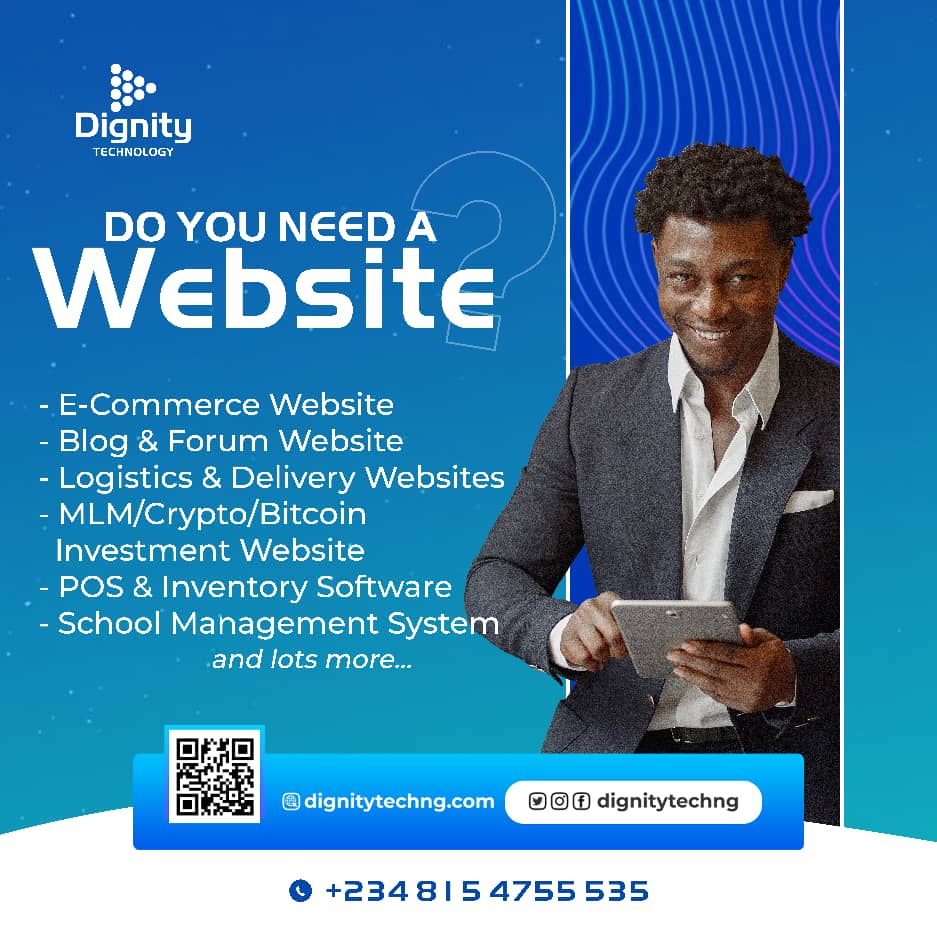 Dignity
TECHNOLOGY
DO YOU NEED A
Website?
- E-Commerce Website
- Blog & Forum Website
- Logistics & Delivery Websites
- MLM/Crypto/Bitcoin
Investment Website
- POS & Inventory Software
- School Management System
and lots more...
dignitytechng.com
dignitytechng
+234 815 4755 535